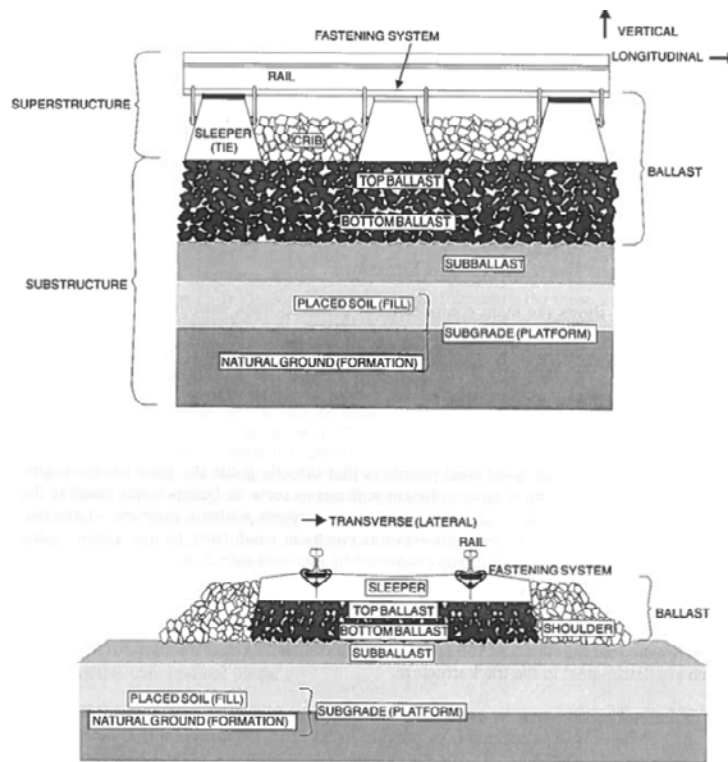 FASTENING SYSTEM
VERTICAL
LONGITUDINAL
RAIL
SUPERSTRUCTURE
SLEEPER
(TIE)
CRIB
BALLAST
TOP BALLAST
BOTTOM BALLAST
SUBBALLAST
SUBSTRUCTURE
PLACED SOIL (FILL)
SUBGRADE (PLATFORM)
NATURAL GROUND (FORMATION)
TRANSVERSE (LATERAL)
RAIL
FASTENING SYSTEM
SLEEPER
TOP BALLAST
BALLAST
BOTTOM BALLAST
SHOULDER
SUBBALLAST
PLACED SOIL (FILL)
SUBGRADE (PLATFORM)
NATURAL GROUND (FORMATION)